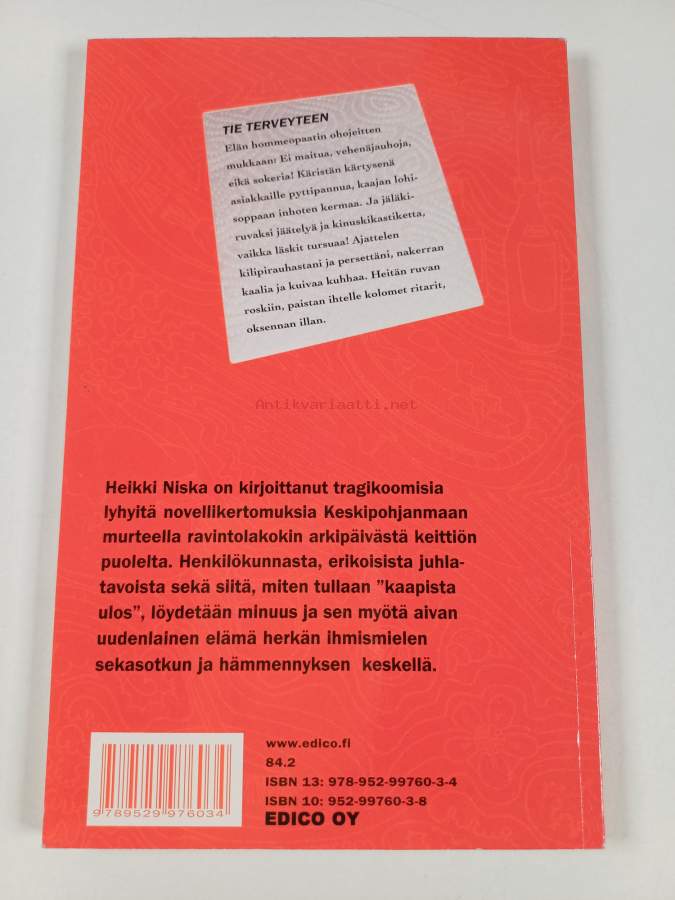 TIE TERVEYTEEN
Elän hommeopaatin ohojeitten
mukkaan: Ei maitua, vehenäjauhoja,
eikä sokeria! Käristän kärtysenä
asiakkaille pyttipannua, kaajan lohi-
soppaan inhoten kermaa. Ja jäläki-
ruvaksi jäätelyä ja kinuskikastiketta,
vaikka läskit tursuaa! Ajattelen
kilipirauhastani ja persettäni, nakerran
kaalia ja kuivaa kuhhaa. Heitän ruvan
roskiin, paistan ihtelle kolomet ritarit,
oksennan illan.
Antikvariaatti.net
Heikki Niska on kirjoittanut tragikoomisia
lyhyitä novellikertomuksia Keskipohjanmaan
murteella ravintolakokin arkipäivästä keittiön
puolelta. Henkilökunnasta, erikoisista juhla-
tavoista sekä siitä, miten tullaan "kaapista
ulos", löydetään minuus ja sen myötä aivan
uudenlainen elämä herkän ihmismielen
sekasotkun ja hämmennyksen keskellä.
www.edico.fi
84.2
ISBN 13: 978-952-99760-3-4
ISBN 10: 952-99760-3-8
EDICO OY
9 789529 976034